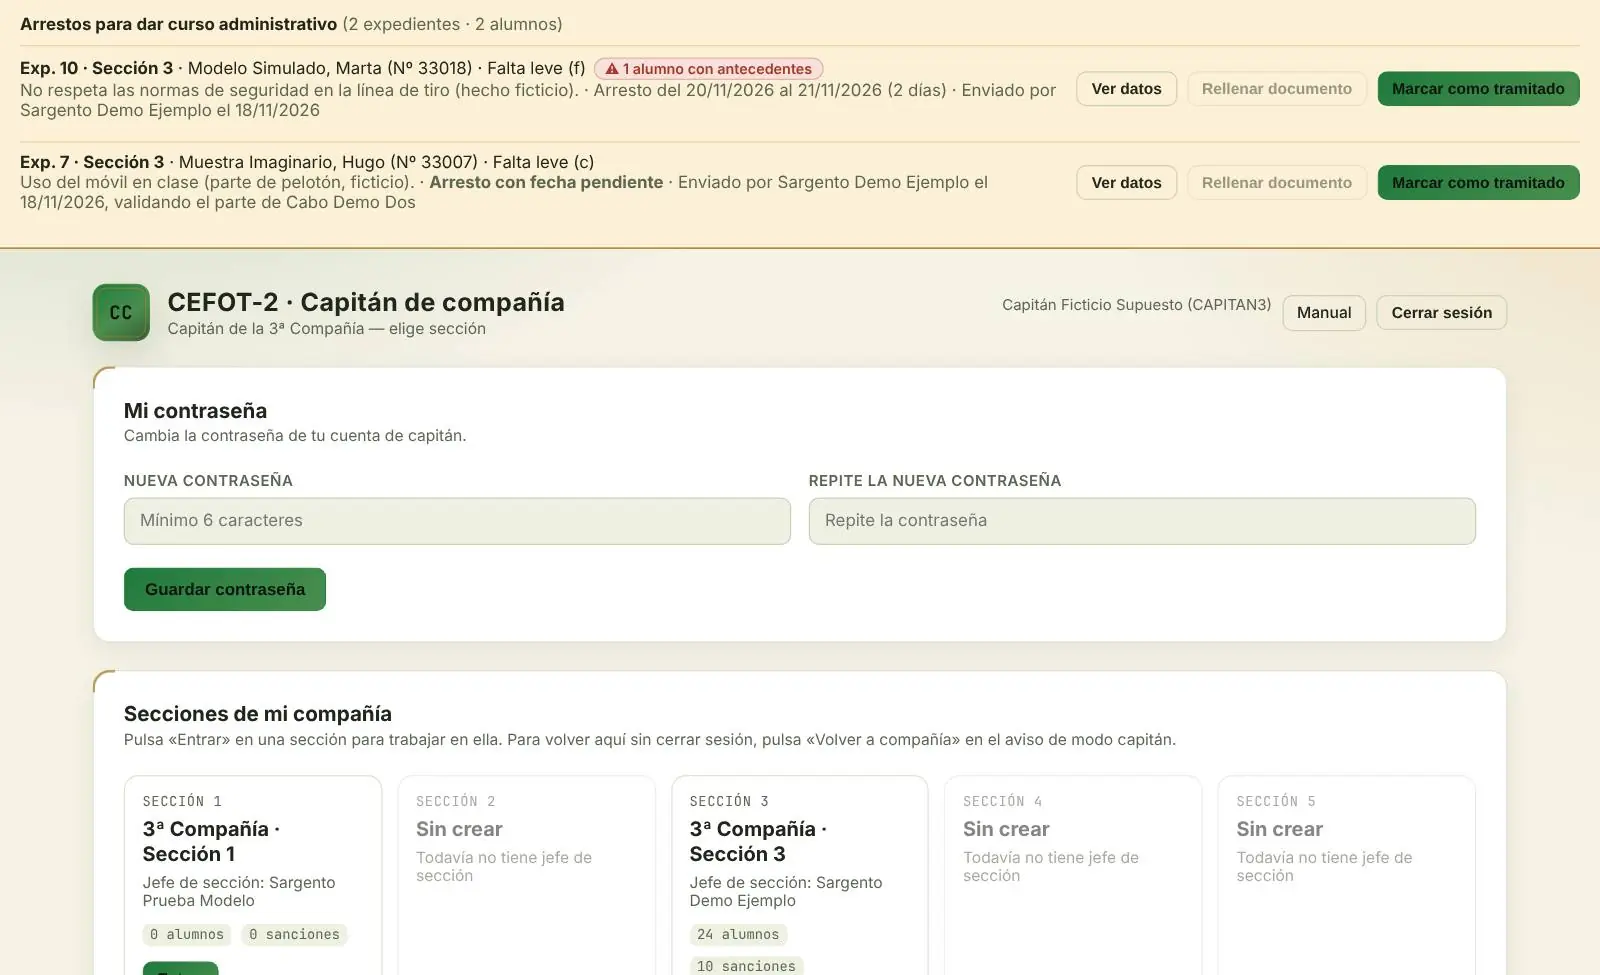 Arrestos para dar curso administrativo (2 expedientes · 2 alumnos)
Exp. 10 · Sección 3 · Modelo Simulado, Marta (Nº 33018) · Falta leve (f) ⚠ 1 alumno con antecedentes
No respeta las normas de seguridad en la línea de tiro (hecho ficticio). · Arresto del 20/11/2026 al 21/11/2026 (2 días) · Enviado por
Sargento Demo Ejemplo el 18/11/2026
Ver datos
Rellenar documento
Marcar como tramitado
Exp. 7 · Sección 3 · Muestra Imaginario, Hugo (Nº 33007) · Falta leve (c)
Uso del móvil en clase (parte de pelotón, ficticio). · Arresto con fecha pendiente · Enviado por Sargento Demo Ejemplo el
18/11/2026, validando el parte de Cabo Demo Dos
Ver datos
Rellenar documento
Marcar como tramitado
CC
CEFOT-2 · Capitán de compañía
Capitán de la 3ª Compañía — elige sección
Capitán Ficticio Supuesto (CAPITAN3)
Manual
Cerrar sesión
Mi contraseña
Cambia la contraseña de tu cuenta de capitán.
NUEVA CONTRASEÑA
Mínimo 6 caracteres
REPITE LA NUEVA CONTRASEÑA
Repite la contraseña
Guardar contraseña
Secciones de mi compañía
Pulsa «Entrar» en una sección para trabajar en ella. Para volver aquí sin cerrar sesión, pulsa «Volver a compañía» en el aviso de modo capitán.
SECCIÓN 1
3ª Compañía ·
Sección 1
Jefe de sección: Sargento
Prueba Modelo
0 alumnos
0 sanciones
SECCIÓN 2
Sin crear
Todavía no tiene jefe de
sección
SECCIÓN 3
3ª Compañía ·
Sección 3
Jefe de sección: Sargento
Demo Ejemplo
24 alumnos
10 sanciones
SECCIÓN 4
Sin crear
Todavía no tiene jefe de
sección
SECCIÓN 5
Sin crear
Todavía no tiene jefe de
sección